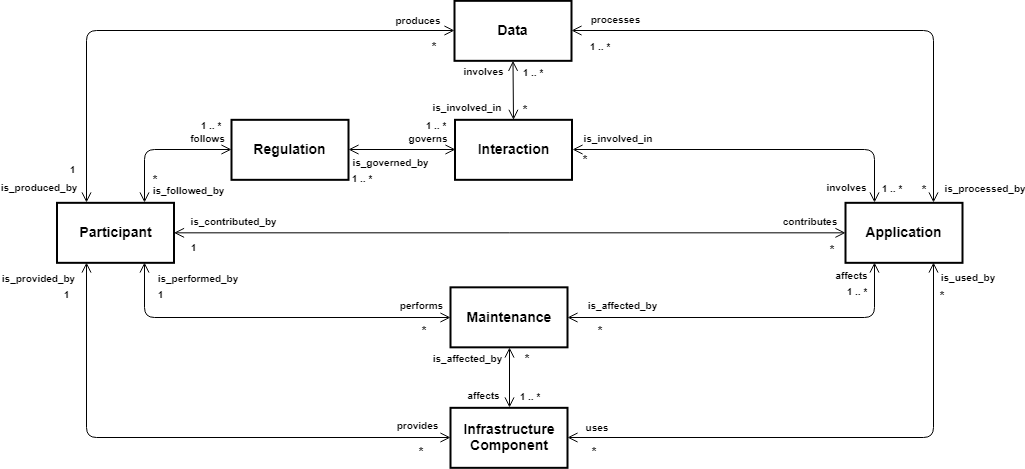 produces
Data
processes
*
1 .. *
involves
1 .. *
is_involved_in
*
1 .. *
follows
Regulation
1 .. *
governs
Interaction
is_involved_in
*
is_governed_by
1 .. *
1
is_produced_by
*
is_followed_by
involves
1 .. *
*
is_processed_by
Participant
is_contributed_by
1
contributes
*
Application
is_provided_by
1
is_performed_by
1
affects
1 .. *
is_used_by
*
performs
*
Maintenance
is_affected_by
*
is_affected_by
*
affects
1 .. *
provides
*
Infrastructure
Component
uses
*